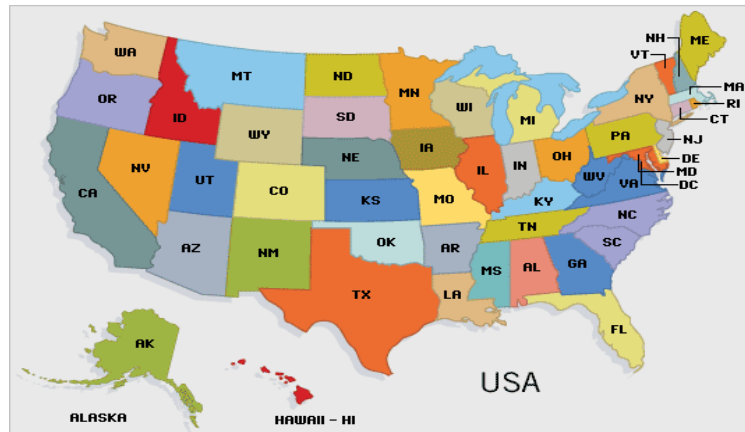 WA
MT
ND
MN
OR
ID
WY
SD
WI
MI
NY
VT
NH
ME
MA
RI
CT
NJ
DE
MD
DC
PA
OH
IN
IL
IA
NE
NV
UT
CO
CA
KS
MO
KY
WV
VA
NC
TN
SC
AZ
NM
OK
AR
MS
AL
GA
TX
LA
FL
AK
USA
ALASKA
HAWAII - HI